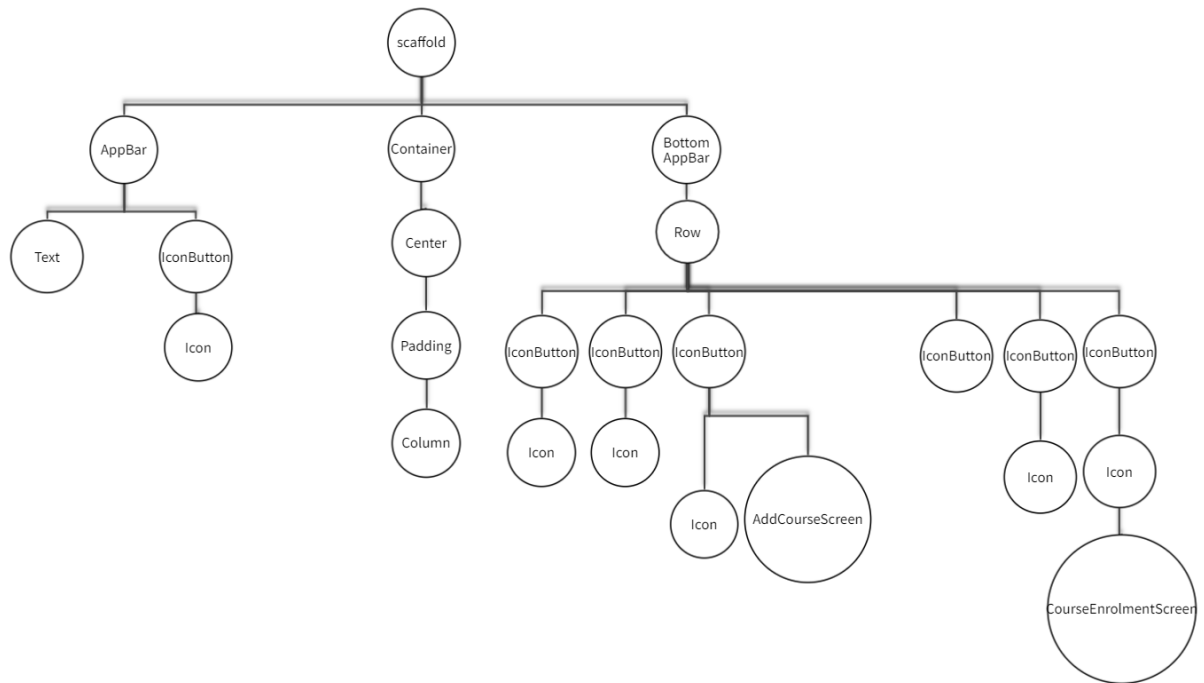 scaffold
AppBar
Container
Bottom
AppBar
Text
IconButton
Center
Row
Icon
Padding
IconButton
IconButton
IconButton
IconButton
IconButton
IconButton
Column
Icon
Icon
Icon
Icon
Icon
AddCourseScreen
CourseEnrolmentScreen